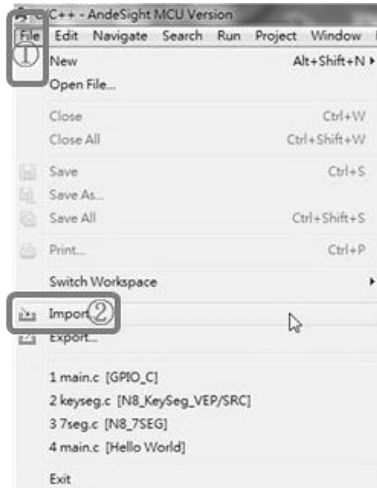 C/C++ - AndeSight MCU Version
File Edit Navigate Search Run Project Window
①
New Alt+Shift+N
Open File...
Close Ctrl+W
Close All Ctrl+Shift+W
Save Ctrl+S
Save As...
Save All Ctrl+Shift+S
Print... Ctrl+P
Switch Workspace
Import ②
Export...
1 main.c [GPIO_C]
2 keyseg.c [N8_KeySeg_VEP/SRC]
3 7seg.c [N8_7SEG]
4 main.c [Hello World]
Exit